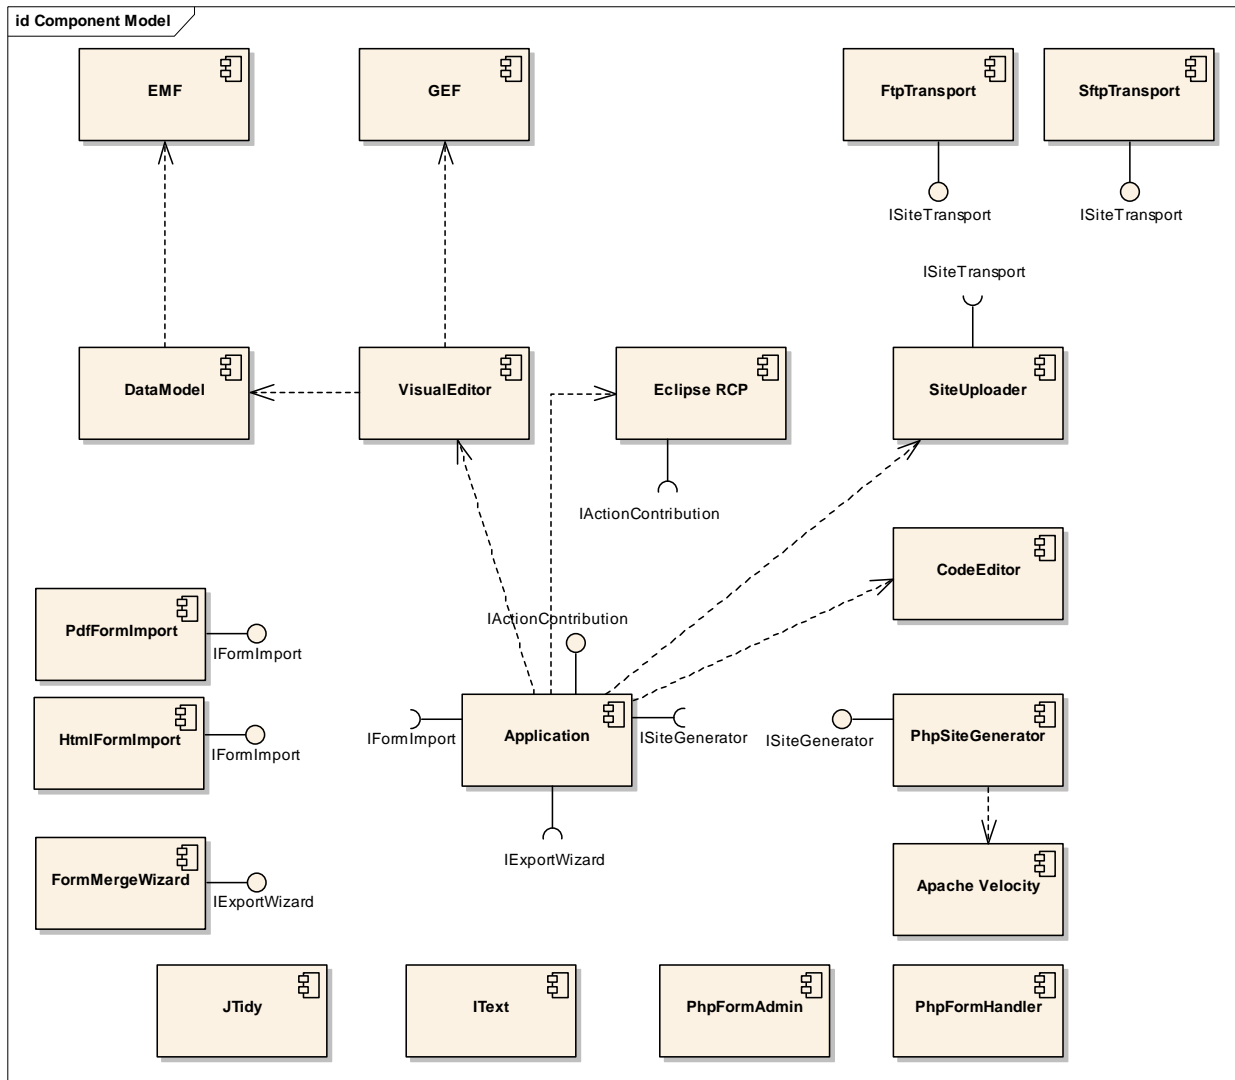 id Component Model
EMF
GEF
FtpTransport
SftpTransport
ISiteTransport
ISiteTransport
ISiteTransport
DataModel
VisualEditor
Eclipse RCP
SiteUploader
IActionContribution
CodeEditor
PdfFormImport
IFormImport
IActionContribution
HtmlFormImport
IFormImport
IFormImport
Application
ISiteGenerator
ISiteGenerator
PhpSiteGenerator
IExportWizard
FormMergeWizard
IExportWizard
Apache Velocity
JTidy
IText
PhpFormAdmin
PhpFormHandler